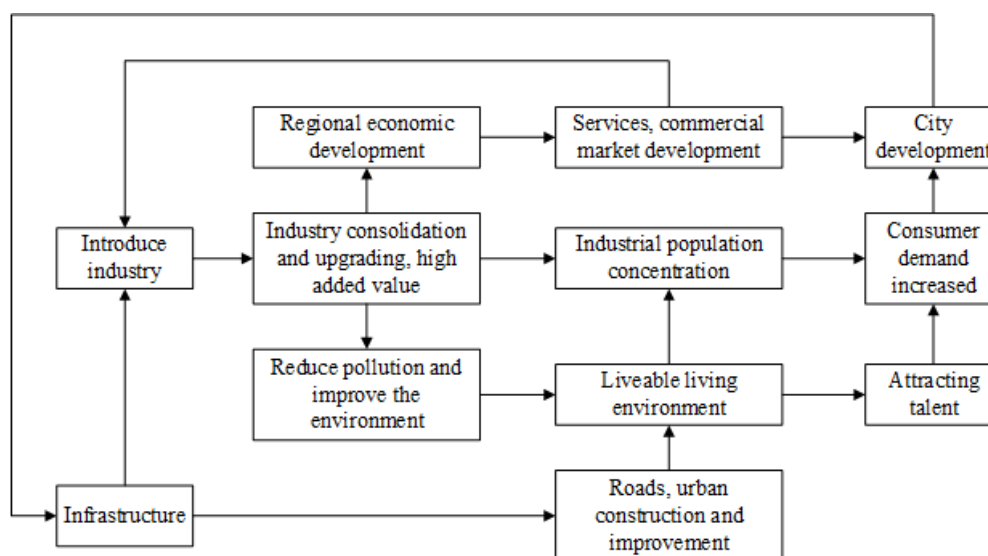 Regional economic
development
Services, commercial
market development
City
development
Introduce
industry
Industry consolidation
and upgrading, high
added value
Industrial population
concentration
Consumer
demand
increased
Reduce pollution and
improve the
environment
Liveable living
environment
Attracting
talent
Infrastructure
Roads, urban
construction and
improvement